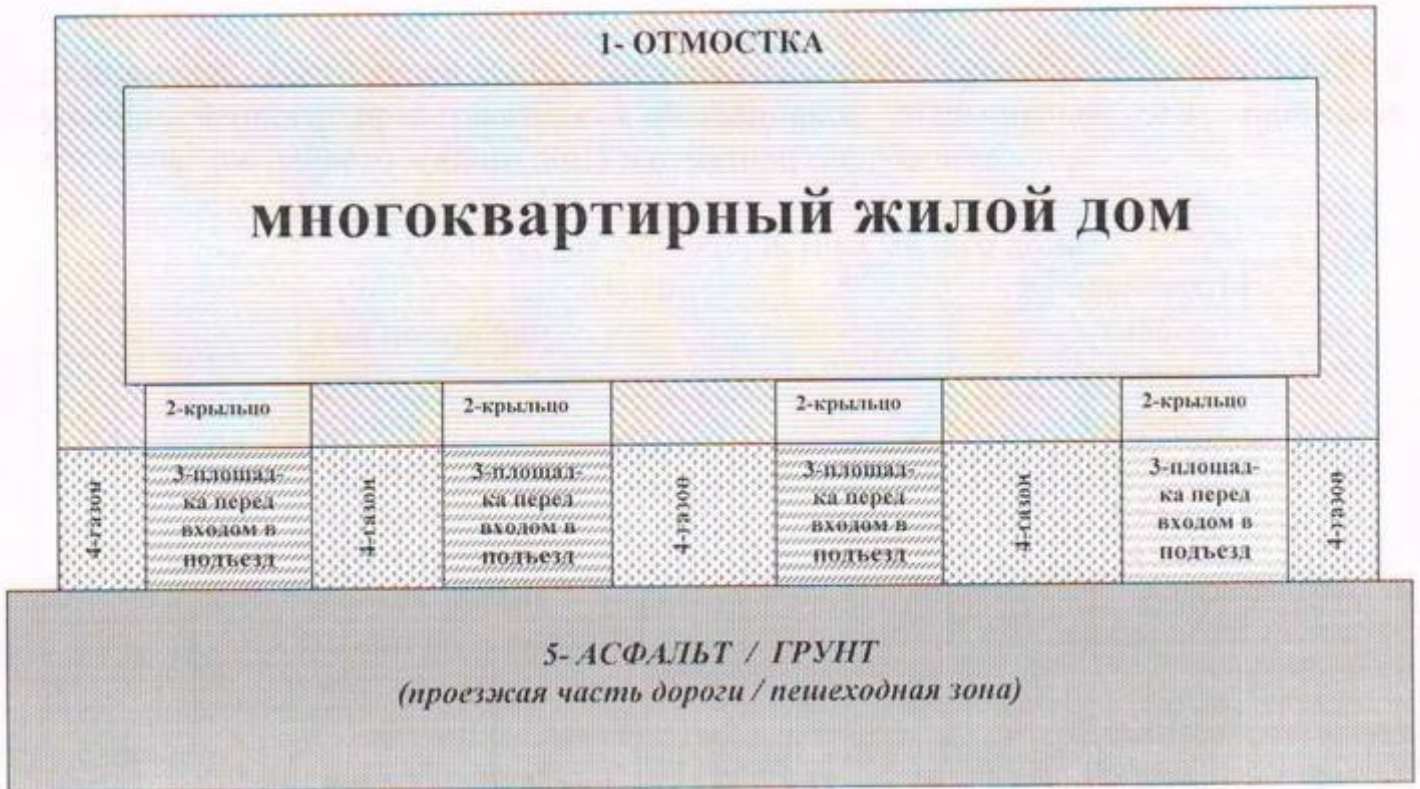 1- ОТМОСТКА
многоквартирный жилой дом
2-крыльцо
2-крыльцо
2-крыльцо
2-крыльцо
4-газон
3-площад-
ка перед
входом в
подъезд
4-газон
3-площад-
ка перед
входом в
подъезд
4-газон
3-площад-
ка перед
входом в
подъезд
4-газон
3-площад-
ка перед
входом в
подъезд
4-газон
5- АСФАЛЬТ / ГРУНТ
(проезжая часть дороги / пешеходная зона)